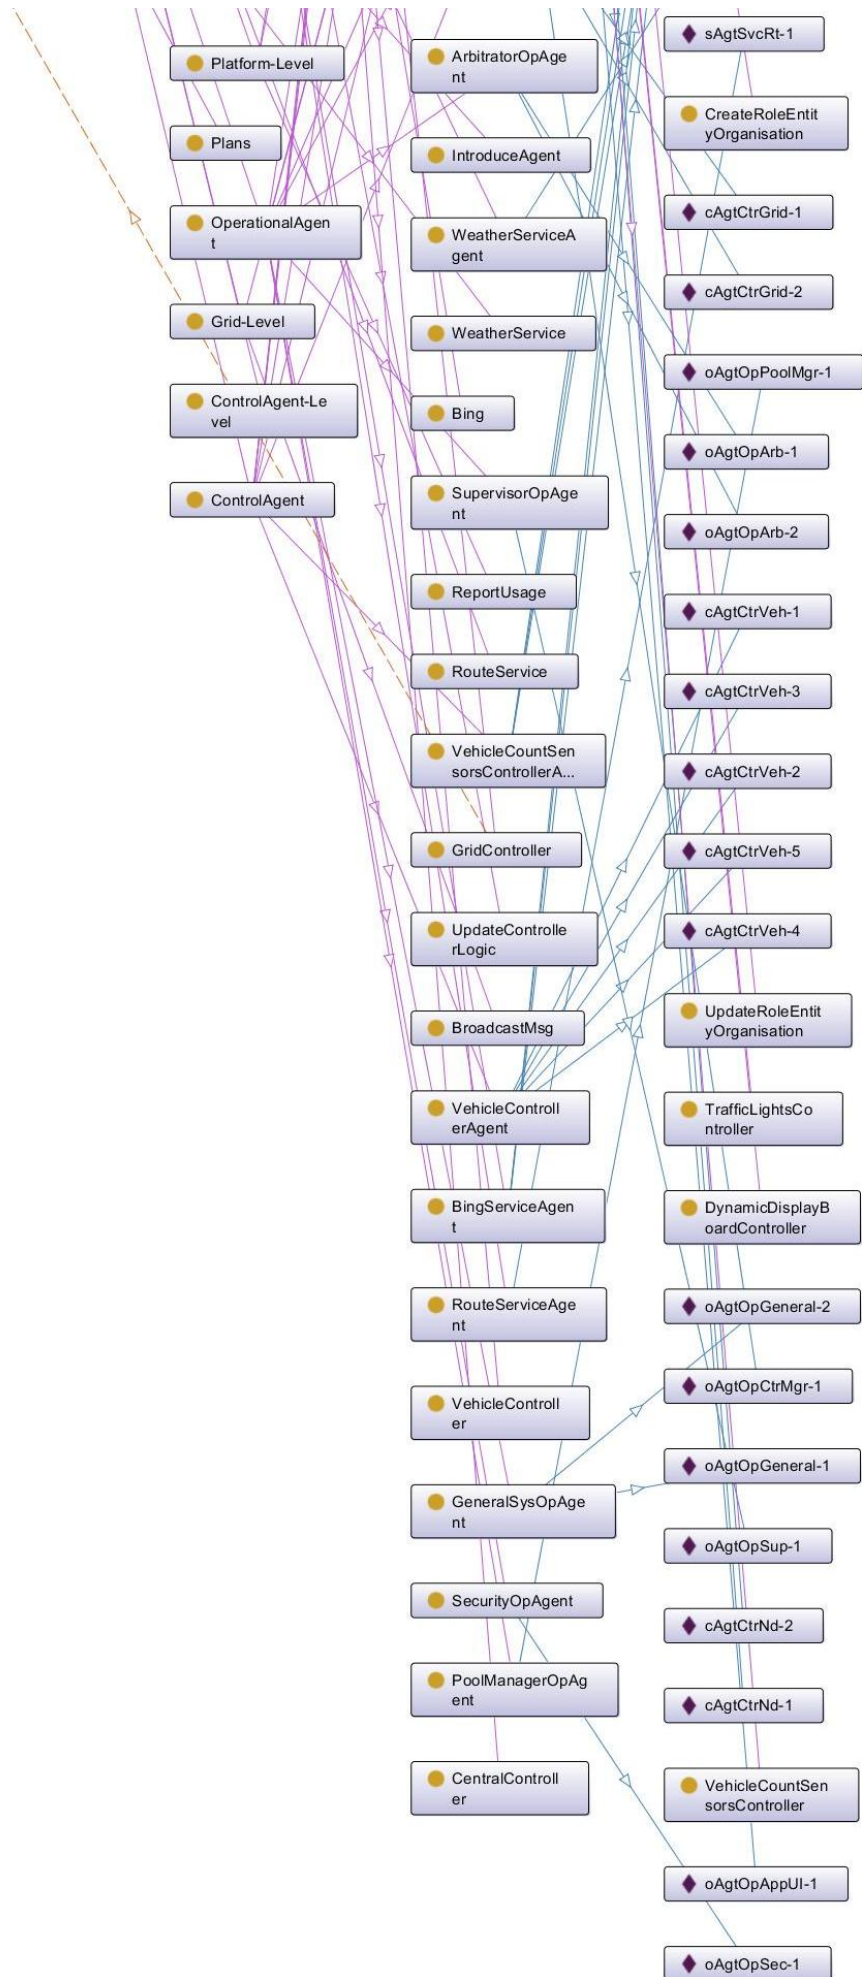 Platform-Level
Plans
OperationalAgen
t
Grid-Level
ControlAgent-Le
vel
ControlAgent
ArbitratorOpAge
nt
IntroduceAgent
WeatherServiceA
gent
WeatherService
Bing
SupervisorOpAge
nt
ReportUsage
RouteService
VehicleCountSen
sorsControllerA...
GridController
UpdateControlle
rLogic
BroadcastMsg
VehicleControll
erAgent
BingServiceAgen
t
RouteServiceAge
nt
VehicleControll
er
GeneralSysOpAge
nt
SecurityOpAgent
PoolManagerOpAg
ent
CentralControll
er
sAgtSvcRt-1
CreateRoleEntit
yOrganisation
cAgtCtrGrid-1
cAgtCtrGrid-2
oAgtOpPoolMgr-1
oAgtOpArb-1
oAgtOpArb-2
cAgtCtrVeh-1
cAgtCtrVeh-3
cAgtCtrVeh-2
cAgtCtrVeh-5
cAgtCtrVeh-4
UpdateRoleEntit
yOrganisation
TrafficLightsCo
ntroller
DynamicDisplayB
oardController
oAgtOpGeneral-2
oAgtOpCtrMgr-1
oAgtOpGeneral-1
oAgtOpSup-1
cAgtCtrNd-2
cAgtCtrNd-1
VehicleCountSen
sorsController
oAgtOpAppUI-1
oAgtOpSec-1